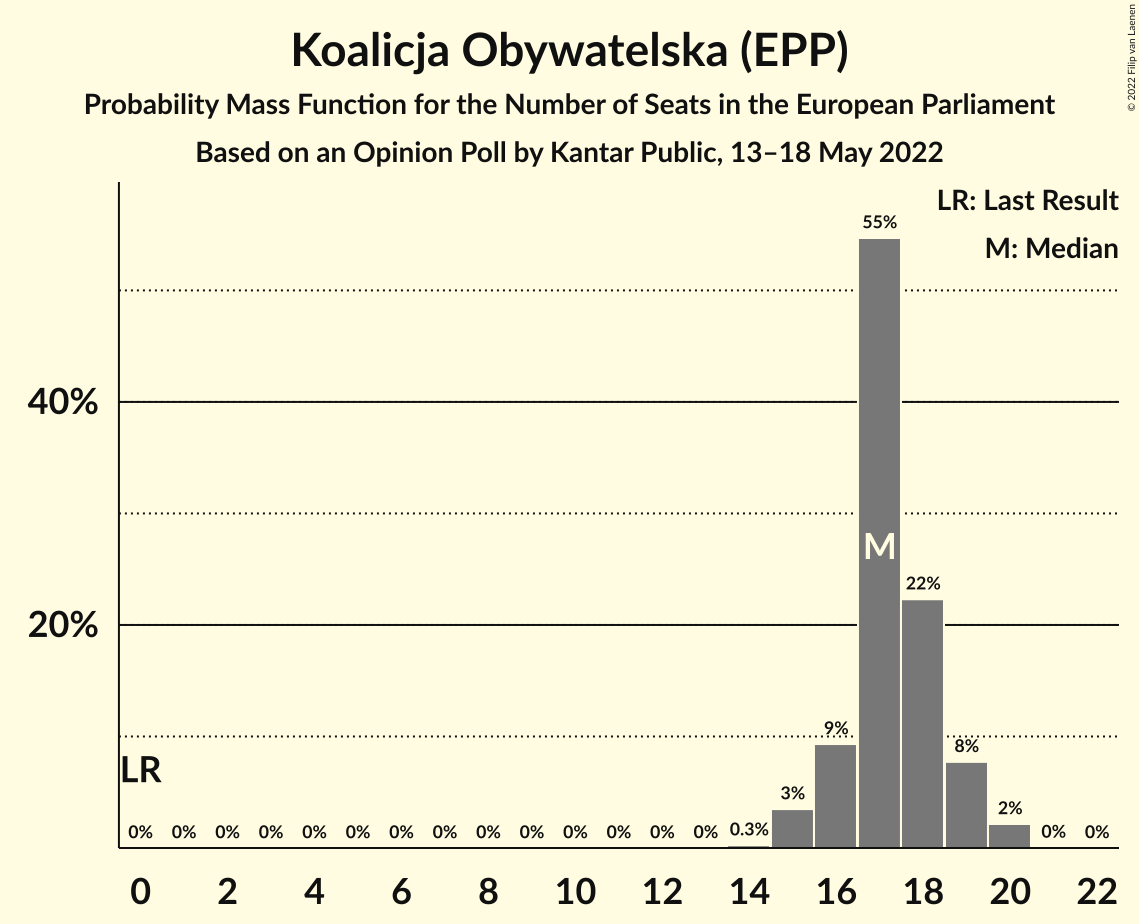 Koalicja Obywatelska (EPP)
Probability Mass Function for the Number of Seats in the European Parliament
Based on an Opinion Poll by Kantar Public, 13–18 May 2022
© 2022 Filip van Laenen
LR: Last Result
M: Median
55%
40%
M
22%
20%
9%
8%
LR
3%
2%
0% 0% 0% 0% 0% 0% 0% 0% 0% 0% 0% 0% 0% 0% 0.3% 0% 0%
0 2 4 6 8 10 12 14 16 18 20 22